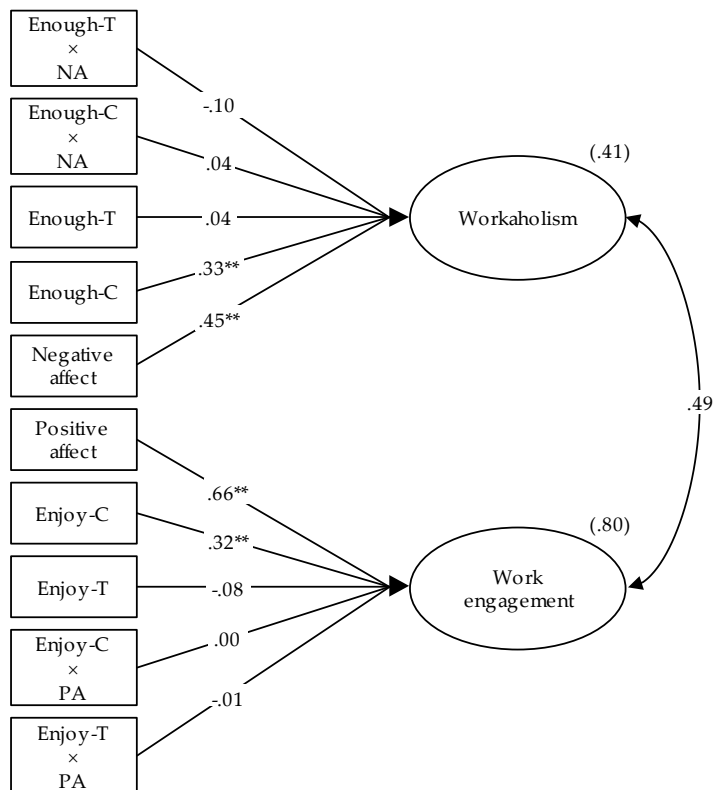 Enough-T
×
NA
-.10
Enough-C
×
NA
.04
Enough-T
.04
Enough-C
.33**
Negative
affect
.45**
(.41)
Workaholism
.49
Positive
affect
.66**
Enjoy-C
.32**
Enjoy-T
-.08
Enjoy-C
×
PA
.00
Enjoy-T
×
PA
-.01
(.80)
Work
engagement